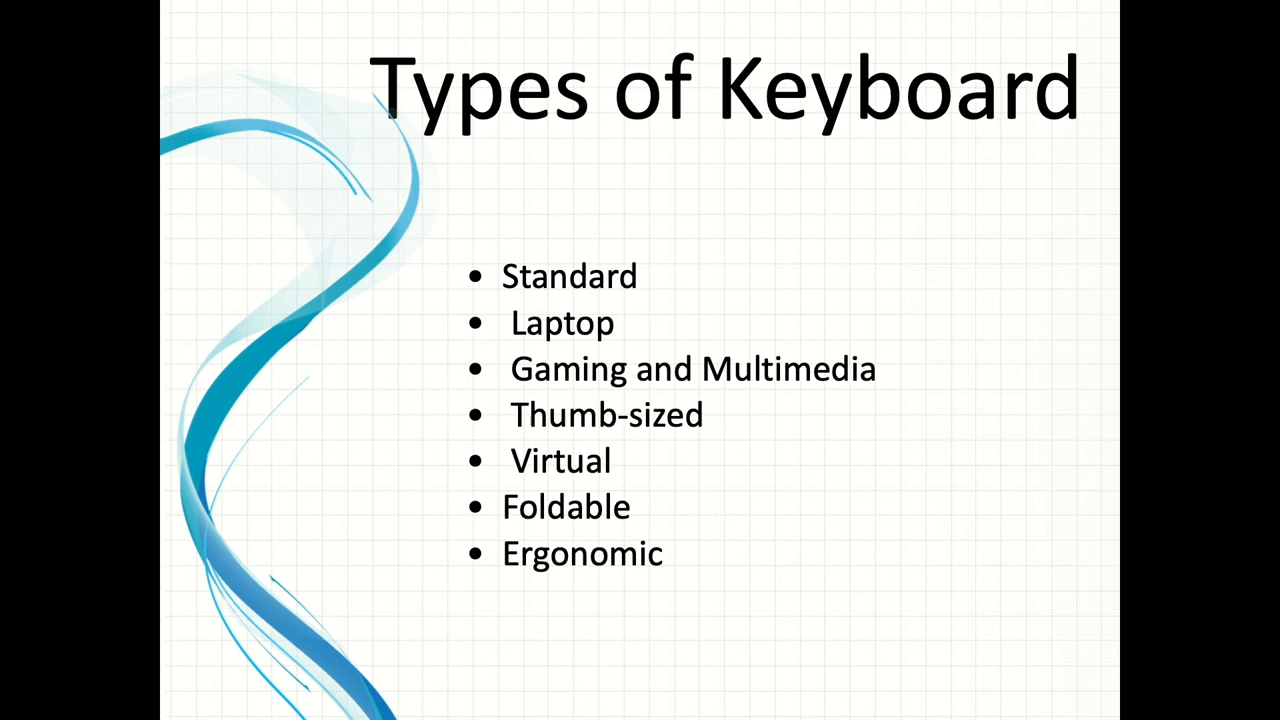 Types of Keyboard
• Standard
• Laptop
• Gaming and Multimedia
• Thumb-sized
• Virtual
• Foldable
• Ergonomic